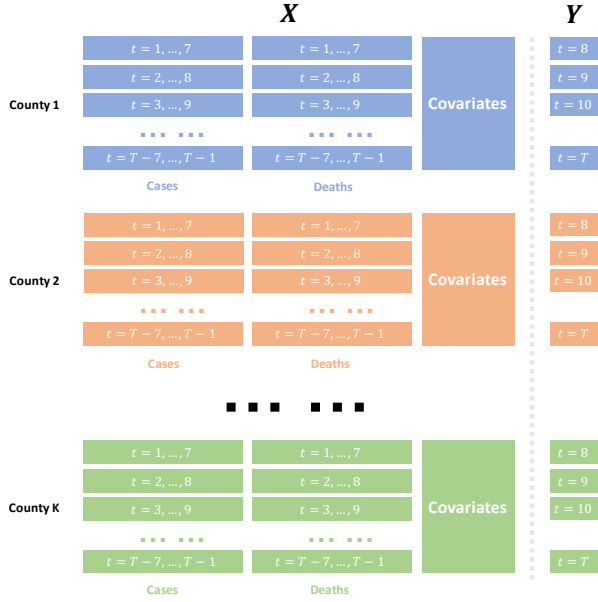 X Y
t = 1, ..., 7 t = 1, ..., 7 t = 8
t = 2, ..., 8 t = 2, ..., 8 t = 9
County 1 t = 3, ..., 9 t = 3, ..., 9 Covariates t = 10
... ... ... ...
t = T − 7, ..., T − 1 t = T − 7, ..., T − 1 t = T
Cases Deaths
t = 1, ..., 7 t = 1, ..., 7 t = 8
t = 2, ..., 8 t = 2, ..., 8 t = 9
County 2 t = 3, ..., 9 t = 3, ..., 9 Covariates t = 10
... ... ... ...
t = T − 7, ..., T − 1 t = T − 7, ..., T − 1 t = T
Cases Deaths
... ...
t = 1, ..., 7 t = 1, ..., 7 t = 8
t = 2, ..., 8 t = 2, ..., 8 t = 9
County K t = 3, ..., 9 t = 3, ..., 9 Covariates t = 10
... ... ... ...
t = T − 7, ..., T − 1 t = T − 7, ..., T − 1 t = T
Cases Deaths